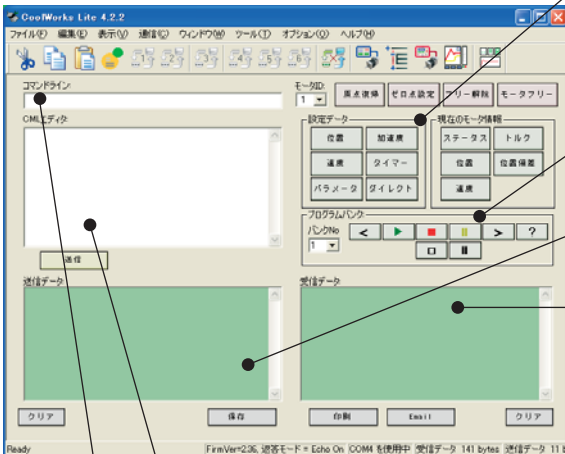 CoolWorks Lite 4.2.2
ファイル(F) 編集(E) 表示(V) 通信(C) ウィンドウ(W) ツール(T) オプション(O) ヘルプ(H)
1? 2? 3? 4? 5? 6?
コマンドライン:
モータID:
1
原点復帰 ゼロ点設定 フリー解除 モータフリー
CMLエディタ:
設定データ
位置 加速度
速度 タイマー
パラメータ ダイレクト
現在のモータ情報
ステータス トルク
位置 位置偏差
速度
プログラムバンク:
バンクNo
1
< > ?
送信
送信データ:
受信データ:
クリア 保存 印刷 Email クリア
Ready FirmVer=2.36, 返答モード = Echo On COM4 を使用中 受信データ 141 bytes 送信データ 11